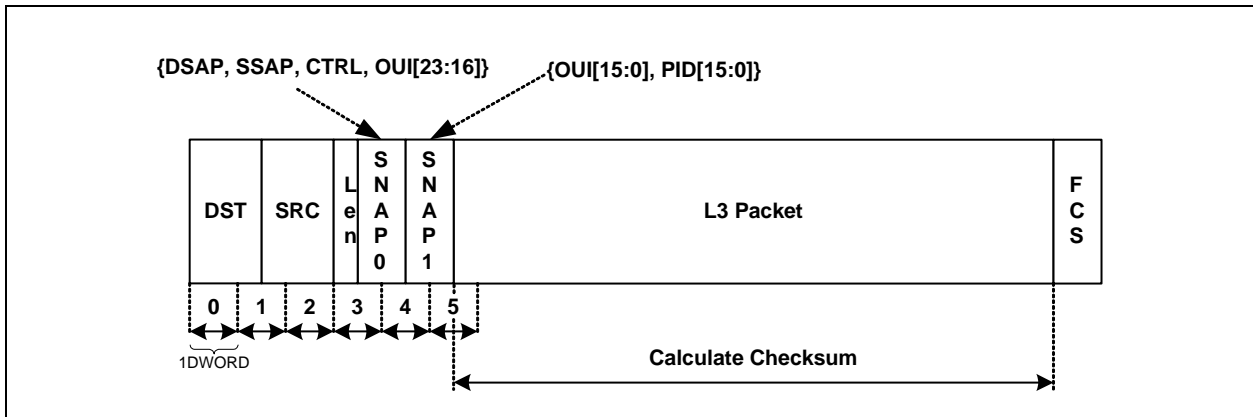 {DSAP, SSAP, CTRL, OUI[23:16]}
{OUI[15:0], PID[15:0]}
DST
SRC
Len
SNAP0
SNAP1
L3 Packet
FCS
0 1 2 3 4 5
1DWORD
Calculate Checksum